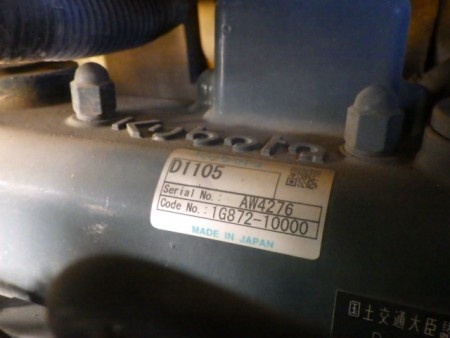 Kubota
D1105
Serial No.: AW4276
Code No.: 1G872-10000
MADE IN JAPAN
国土交通大臣